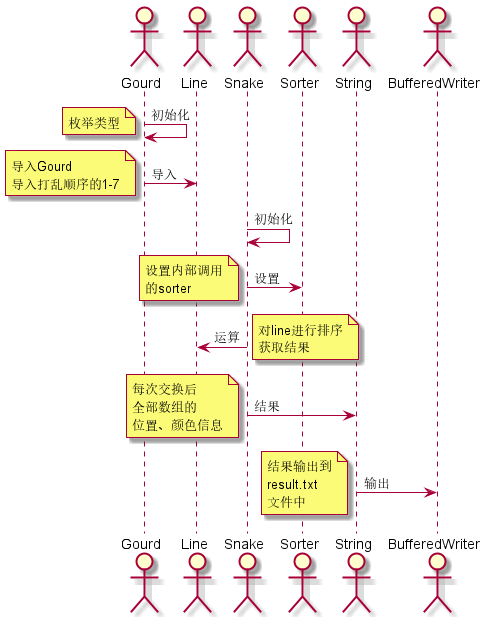 Gourd Line Snake Sorter String BufferedWriter
枚举类型
初始化
导入Gourd
导入打乱顺序的1-7
导入
初始化
设置内部调用
的sorter
设置
运算
对line进行排序
获取结果
每次交换后
全部数组的
位置、颜色信息
结果
结果输出到
result.txt
文件中
输出
Gourd Line Snake Sorter String BufferedWriter